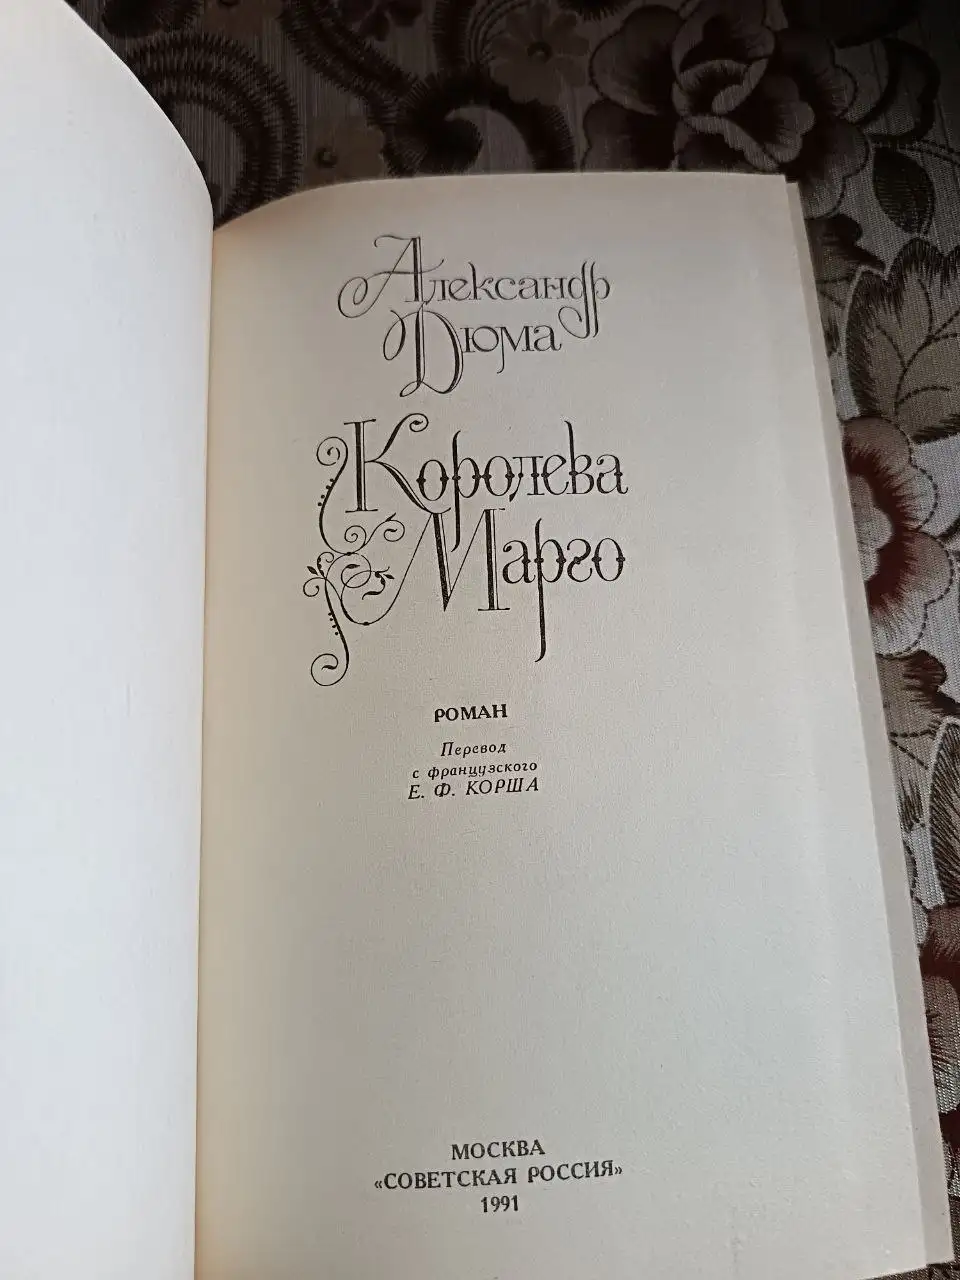 Александр
Дюма
Королева
Марго
РОМАН
Перевод
с французского
Е. Ф. КОРША
МОСКВА
«СОВЕТСКАЯ РОССИЯ»
1991